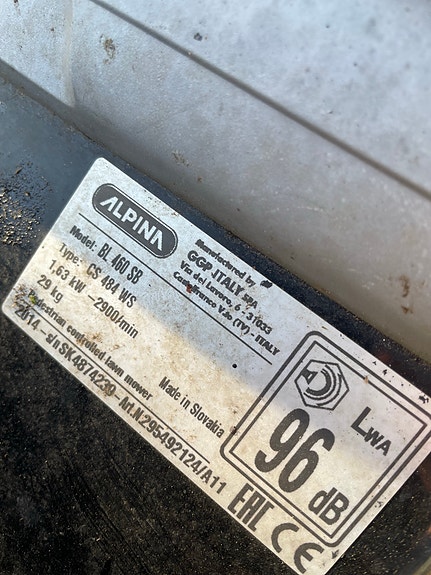 ALPINA
Model: BL 460 SB
Type: CS 484 WS
1,63 kW - 2900/min
29 kg
Pedestrian controlled lawn mower
2014 - s/n SK4874239 - Art.N 295492124/A11
Manufactured by
GGP ITALY SPA
Via del Lavoro, 6 - 31033
Castelfranco V.to (TV) - ITALY
Made in Slovakia
LWA
96
dB
EAC CE